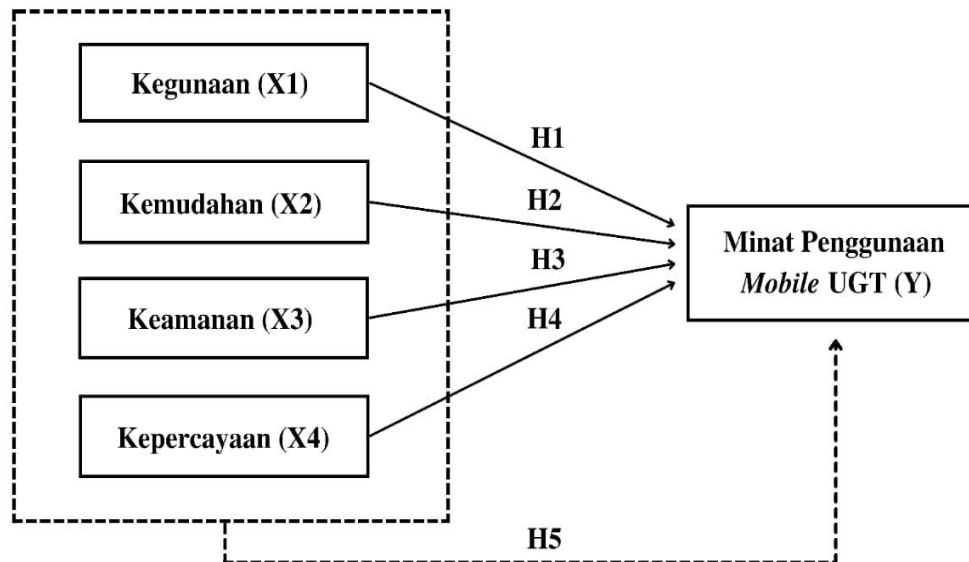 Kegunaan (X1)
H1
Kemudahan (X2)
H2
Minat Penggunaan
Mobile UGT (Y)
H3
Keamanan (X3)
H4
Kepercayaan (X4)
H5